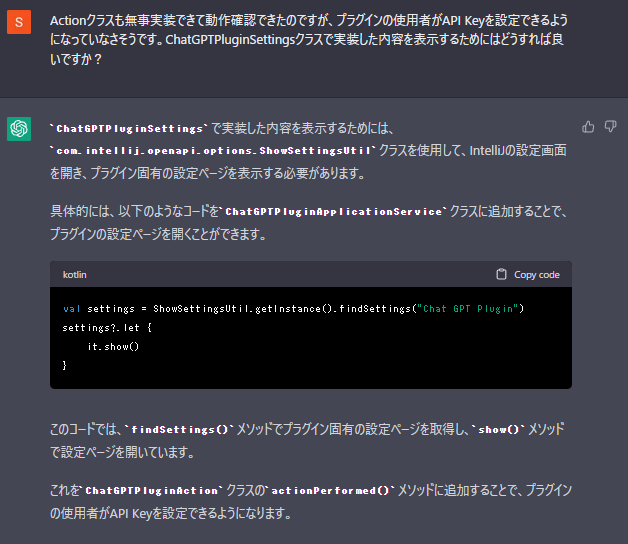 S
Actionクラスも無事実装できて動作確認できたのですが、プラグインの使用者がAPI Keyを設定できるよう
になっていなさそうです。ChatGPTPluginSettingsクラスで実装した内容を表示するためにはどうすれば良
いですか？
`ChatGPTPluginSettings`で実装した内容を表示するためには、
`com.intellij.openapi.options.ShowSettingsUtil`クラスを使用して、IntelliJの設定画面
を開き、プラグイン固有の設定ページを表示する必要があります。
具体的には、以下のようなコードを`ChatGPTPluginApplicationService`クラスに追加することで、
プラグインの設定ページを開くことができます。
kotlin
Copy code
val settings = ShowSettingsUtil.getInstance().findSettings("Chat GPT Plugin")
settings?.let {
    it.show()
}
このコードでは、`findSettings()`メソッドでプラグイン固有の設定ページを取得し、`show()`メソッド
で設定ページを開いています。
これを`ChatGPTPluginAction`クラスの`actionPerformed()`メソッドに追加することで、プラグイン
の使用者がAPI Keyを設定できるようになります。